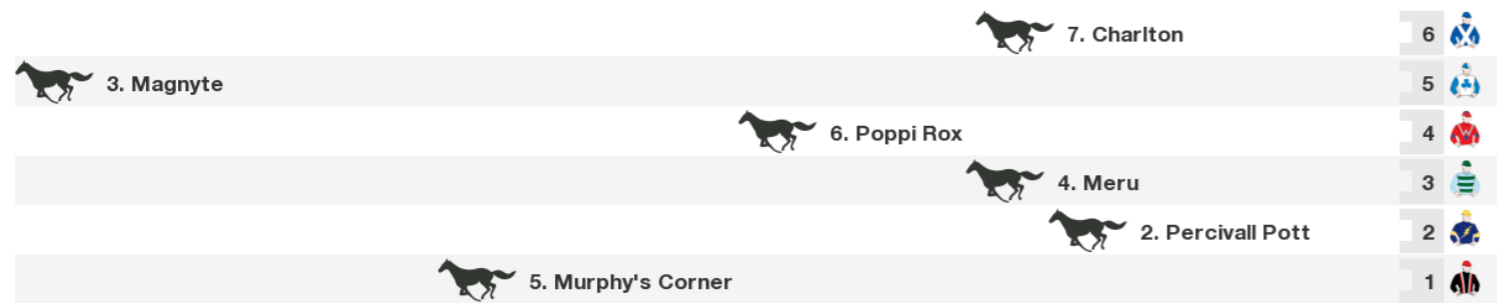 7. Charlton 6
3. Magnyte 5
6. Poppi Rox 4
4. Meru 3
2. Percivall Pott 2
5. Murphy's Corner 1